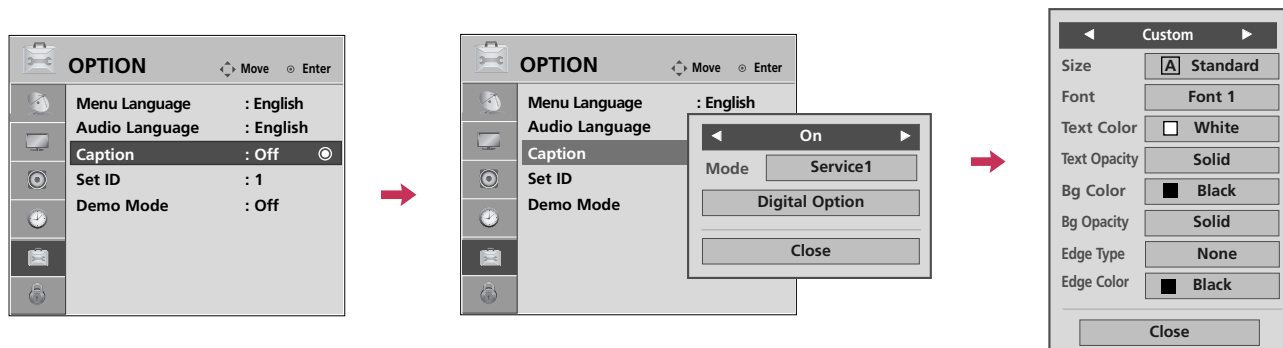 OPTION Move Enter
Menu Language : English
Audio Language : English
Caption : Off
Set ID : 1
Demo Mode : Off
OPTION Move Enter
Menu Language : English
Audio Language
Caption
Set ID
Demo Mode
On
Mode Service1
Digital Option
Close
Custom
Size A Standard
Font Font 1
Text Color White
Text Opacity Solid
Bg Color Black
Bg Opacity Solid
Edge Type None
Edge Color Black
Close